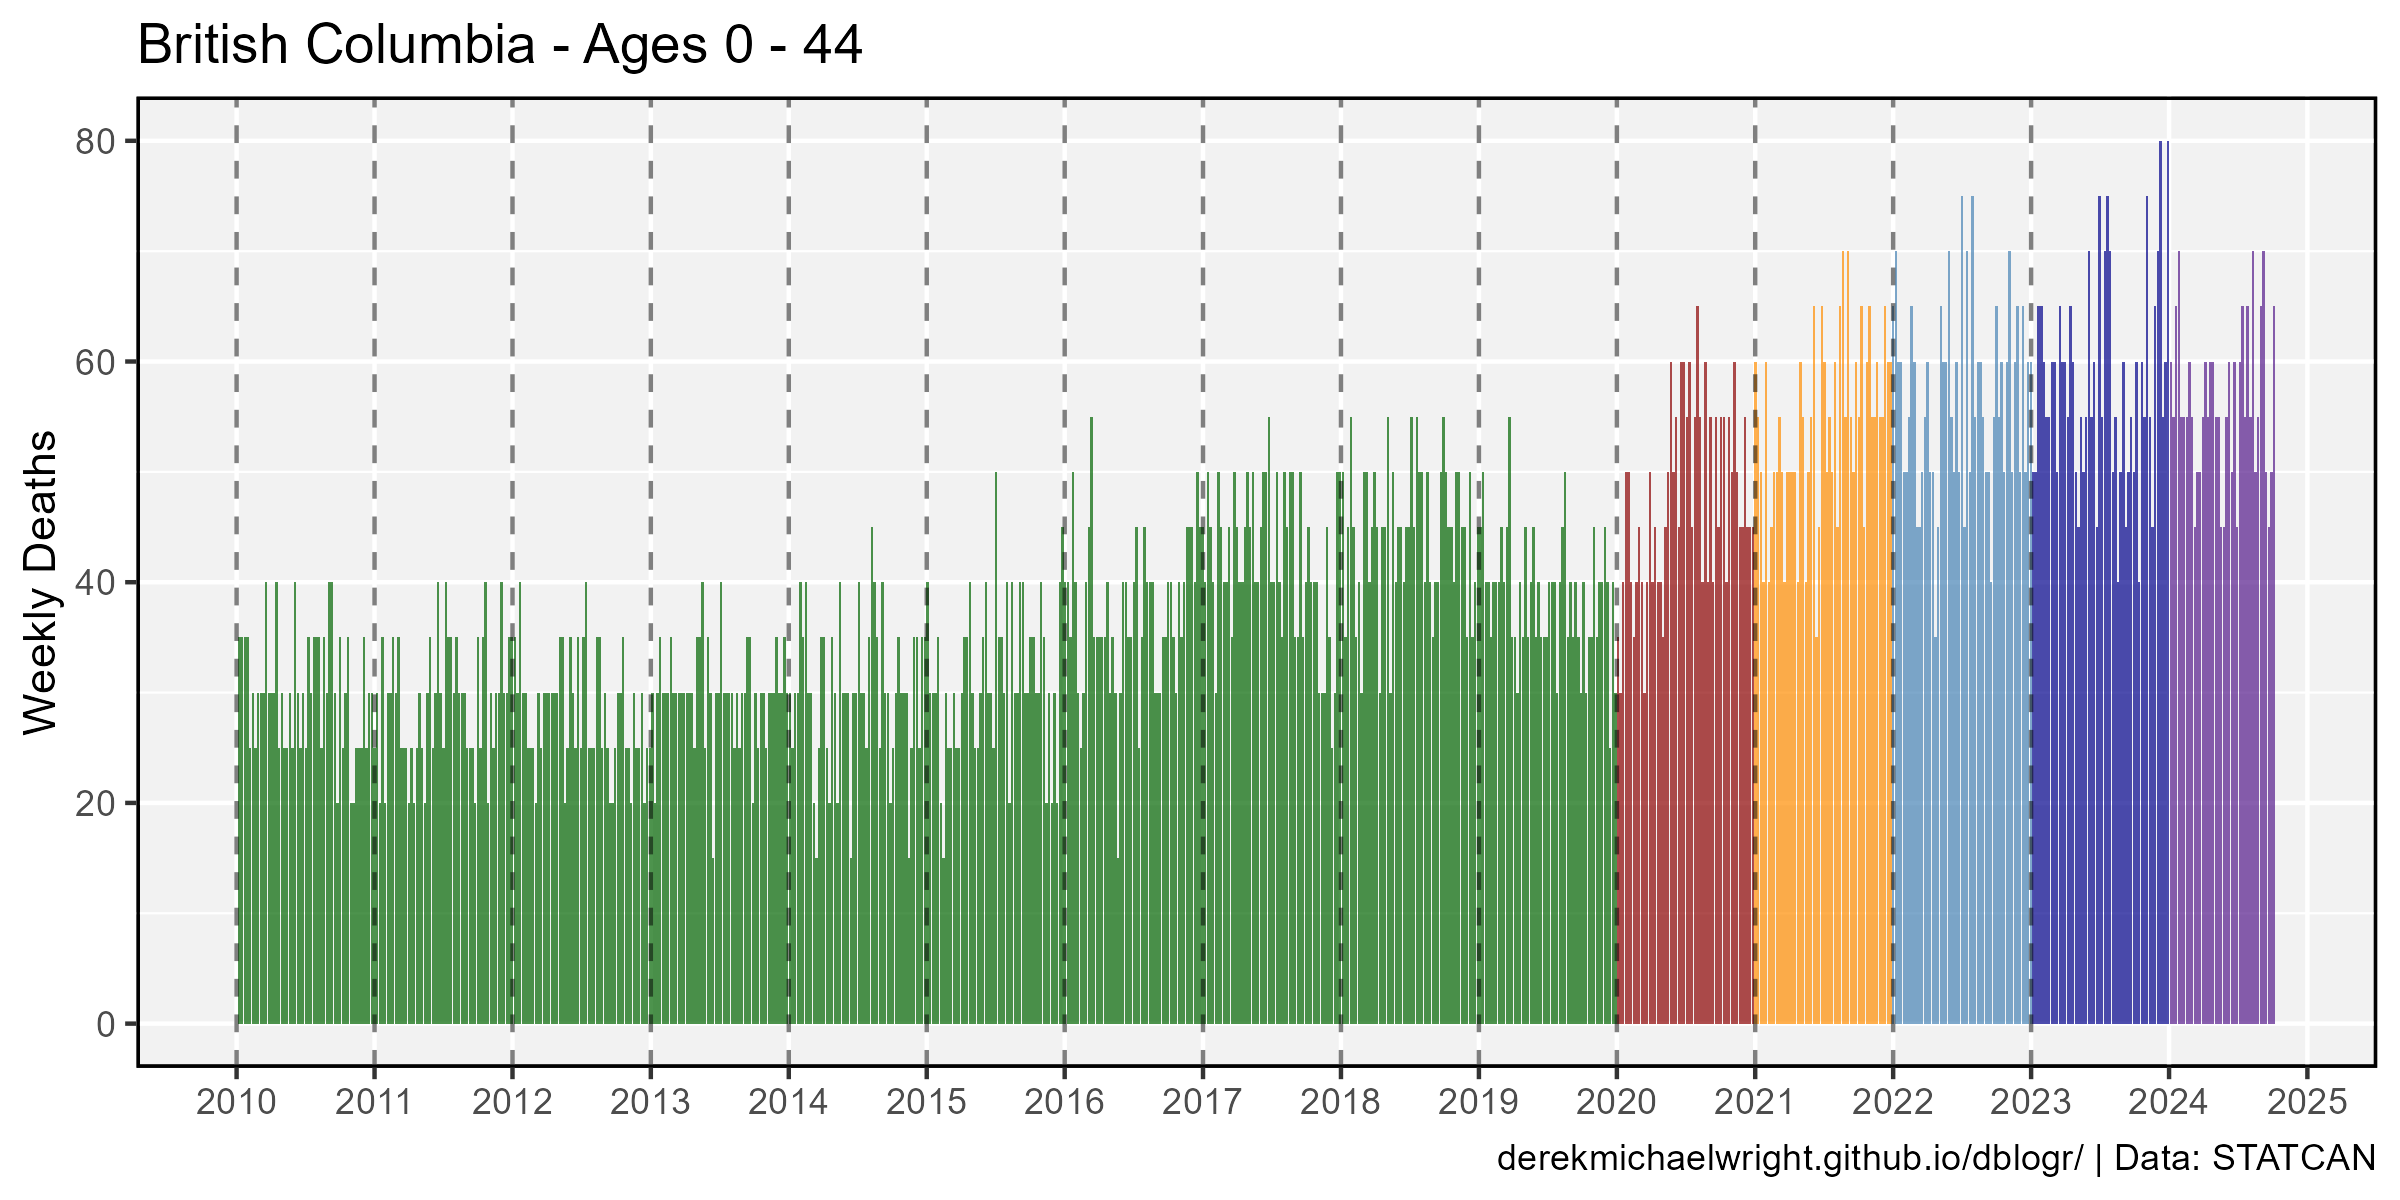 British Columbia - Ages 0 - 44
Weekly Deaths
80
60
40
20
0
2010 2011 2012 2013 2014 2015 2016 2017 2018 2019 2020 2021 2022 2023 2024 2025
derekmichaelwright.github.io/dblogr/ | Data: STATCAN